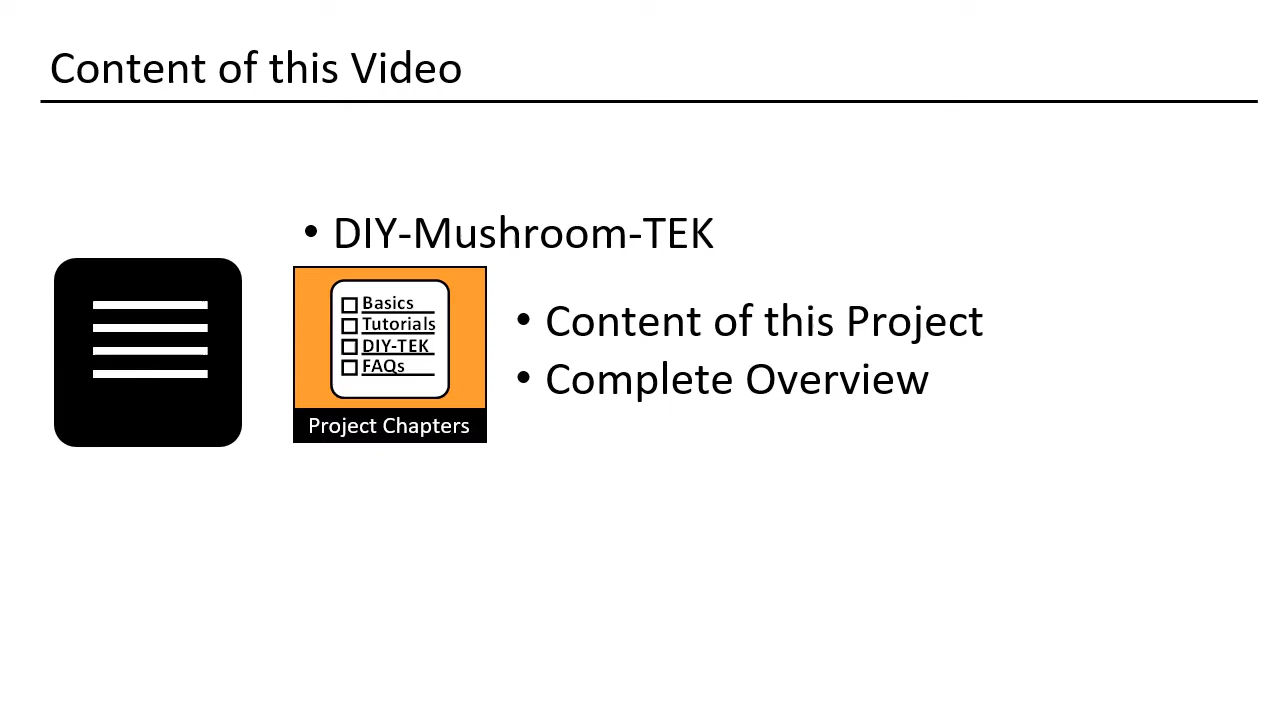 Content of this Video
• DIY-Mushroom-TEK
Basics
Tutorials
DIY-TEK
FAQs
Project Chapters
• Content of this Project
• Complete Overview